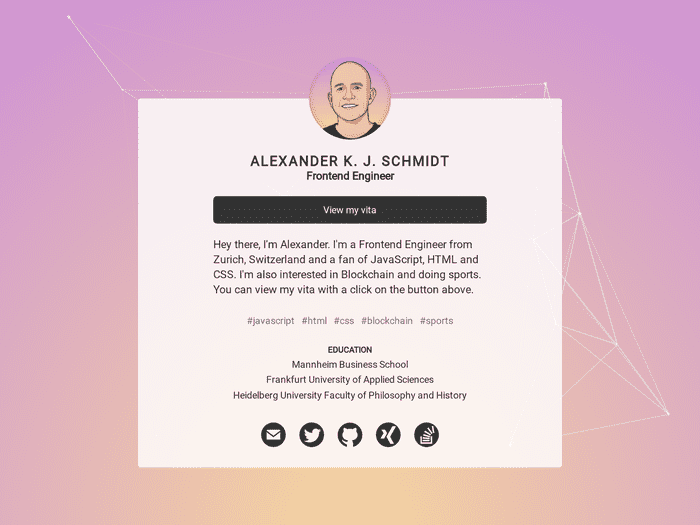 ALEXANDER K. J. SCHMIDT
Frontend Engineer
View my vita
Hey there, I'm Alexander. I'm a Frontend Engineer from
Zurich, Switzerland and a fan of JavaScript, HTML and
CSS. I'm also interested in Blockchain and doing sports.
You can view my vita with a click on the button above.
#javascript #html #css #blockchain #sports
EDUCATION
Mannheim Business School
Frankfurt University of Applied Sciences
Heidelberg University Faculty of Philosophy and History